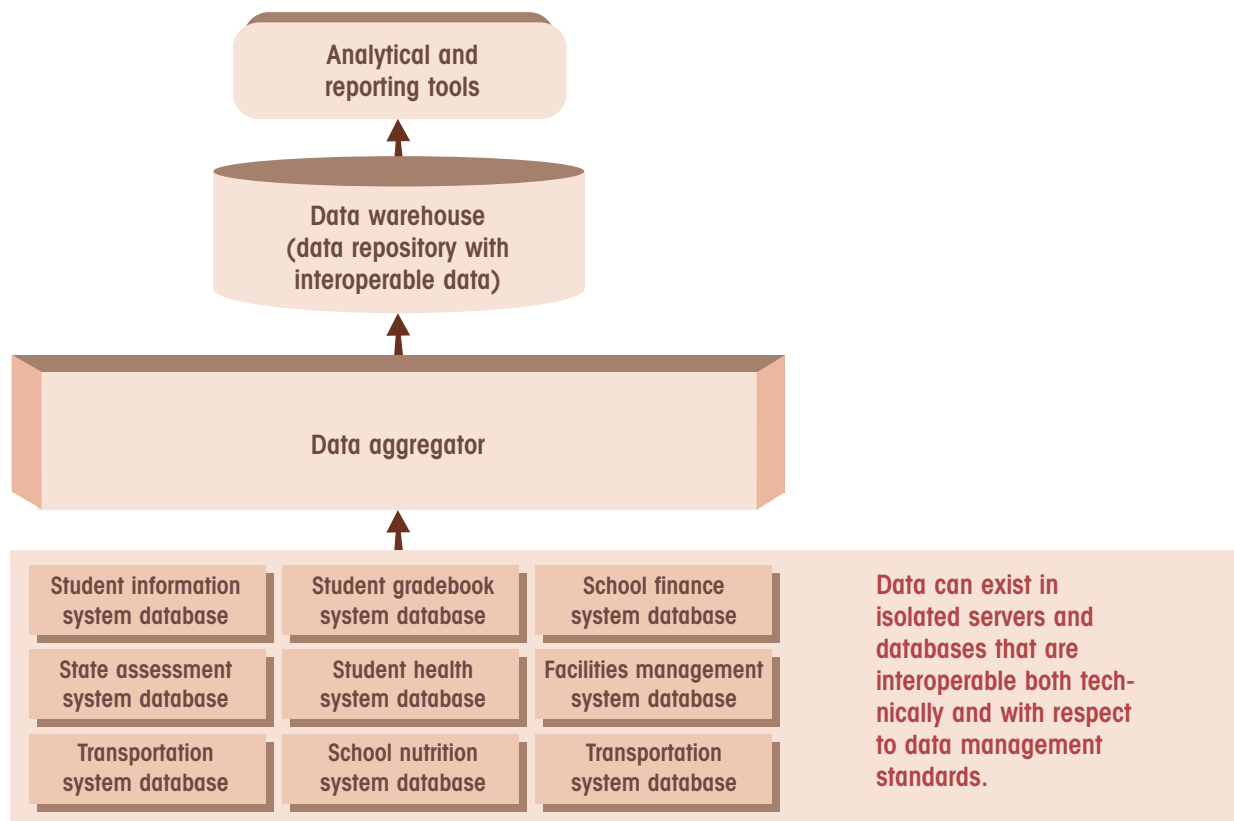 Analytical and
reporting tools
Data warehouse
(data repository with
interoperable data)
Data aggregator
Student information
system database
Student gradebook
system database
School finance
system database
State assessment
system database
Student health
system database
Facilities management
system database
Transportation
system database
School nutrition
system database
Transportation
system database
Data can exist in
isolated servers and
databases that are
interoperable both tech-
nically and with respect
to data management
standards.